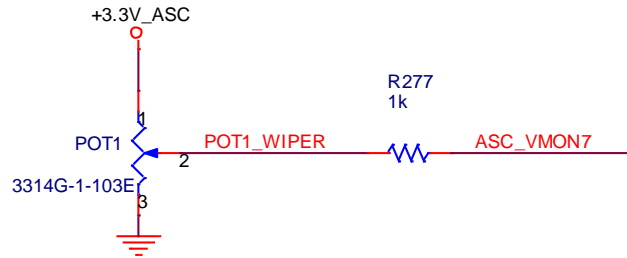 +3.3V_ASC
R277
1k
1
POT1
POT1_WIPER
ASC_VMON7
2
3314G-1-103E
3